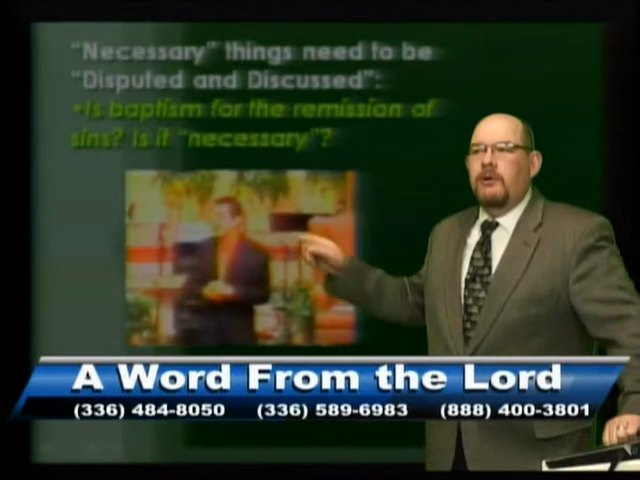 “Necessary” things need to be
“Disputed and Discussed”:
•Is baptism for the remission of
sins? Is it “necessary”?
A Word From the Lord
(336) 484-8050 (336) 589-6983 (888) 400-3801